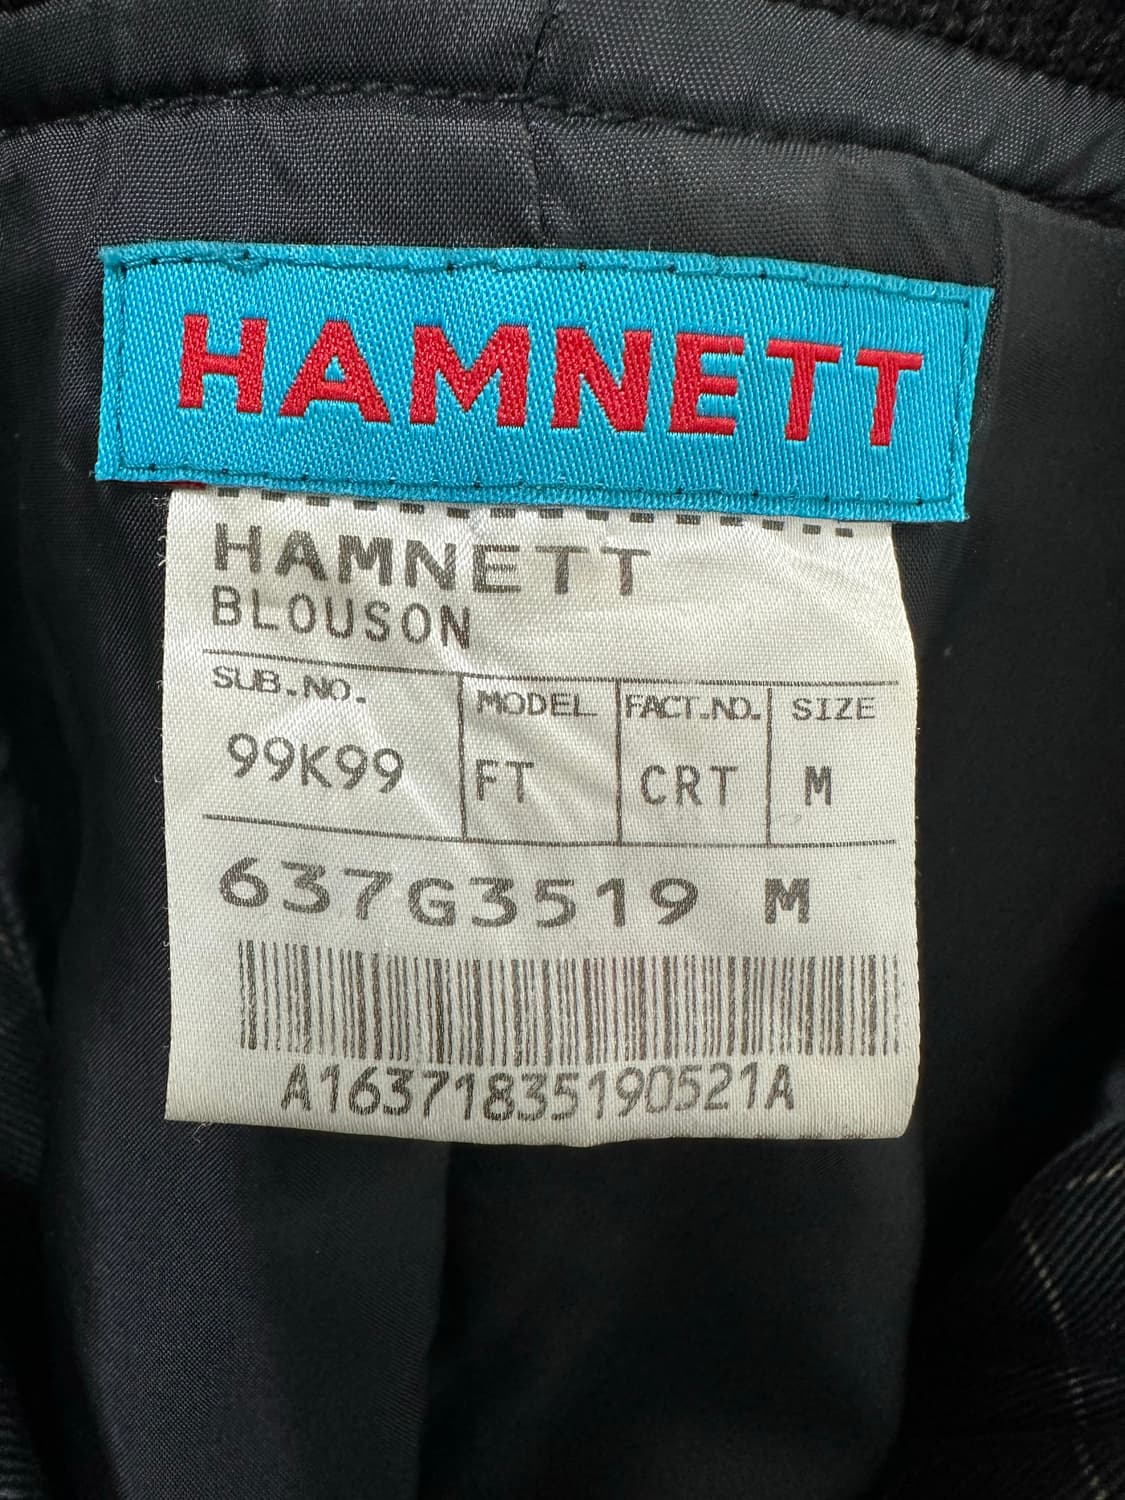 HAMNETT
HAMNETT
BLOUSON
SUB.NO. MODEL FACT.NO. SIZE
99K99 FT CRT M
637G3519 M
A16371835190521A